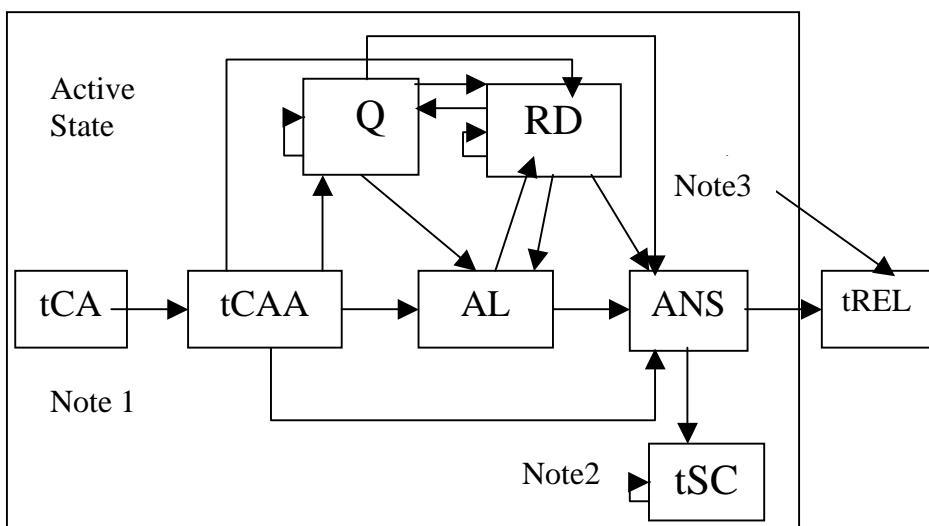 Active
State
Q
RD
Note3
tCA
tCAA
AL
ANS
tREL
Note 1
Note2
tSC